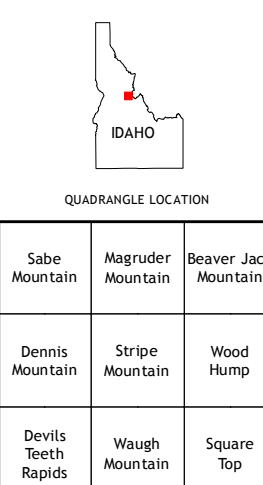 IDAHO
QUADRANGLE LOCATION
Sabe
Mountain
Magruder
Mountain
Beaver Jac
Mountain
Dennis
Mountain
Stripe
Mountain
Wood
Hump
Devils
Teeth
Rapids
Waugh
Mountain
Square
Top